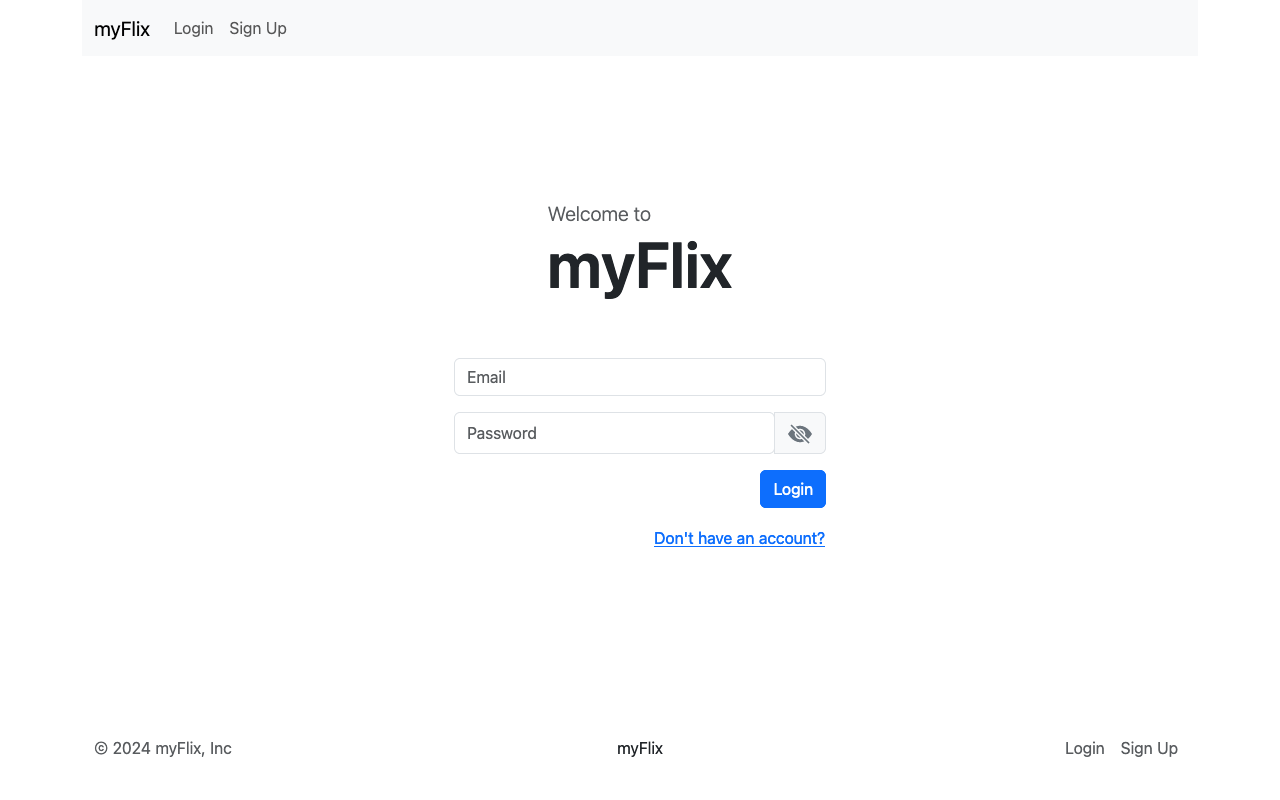 myFlix Login Sign Up
Welcome to
myFlix
Email
Password
Login
Don't have an account?
© 2024 myFlix, Inc myFlix Login Sign Up